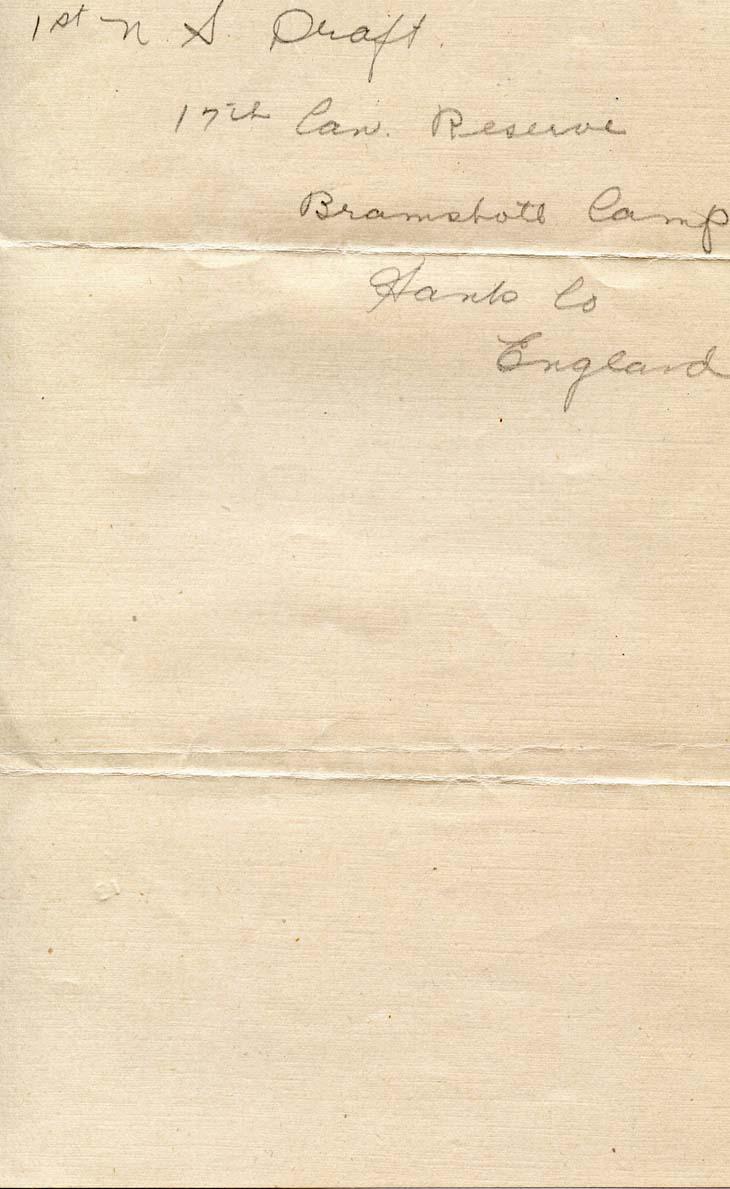 1st N. S. Draft.
17th Can. Reserve
Bramshott Camp
Hants Co
England